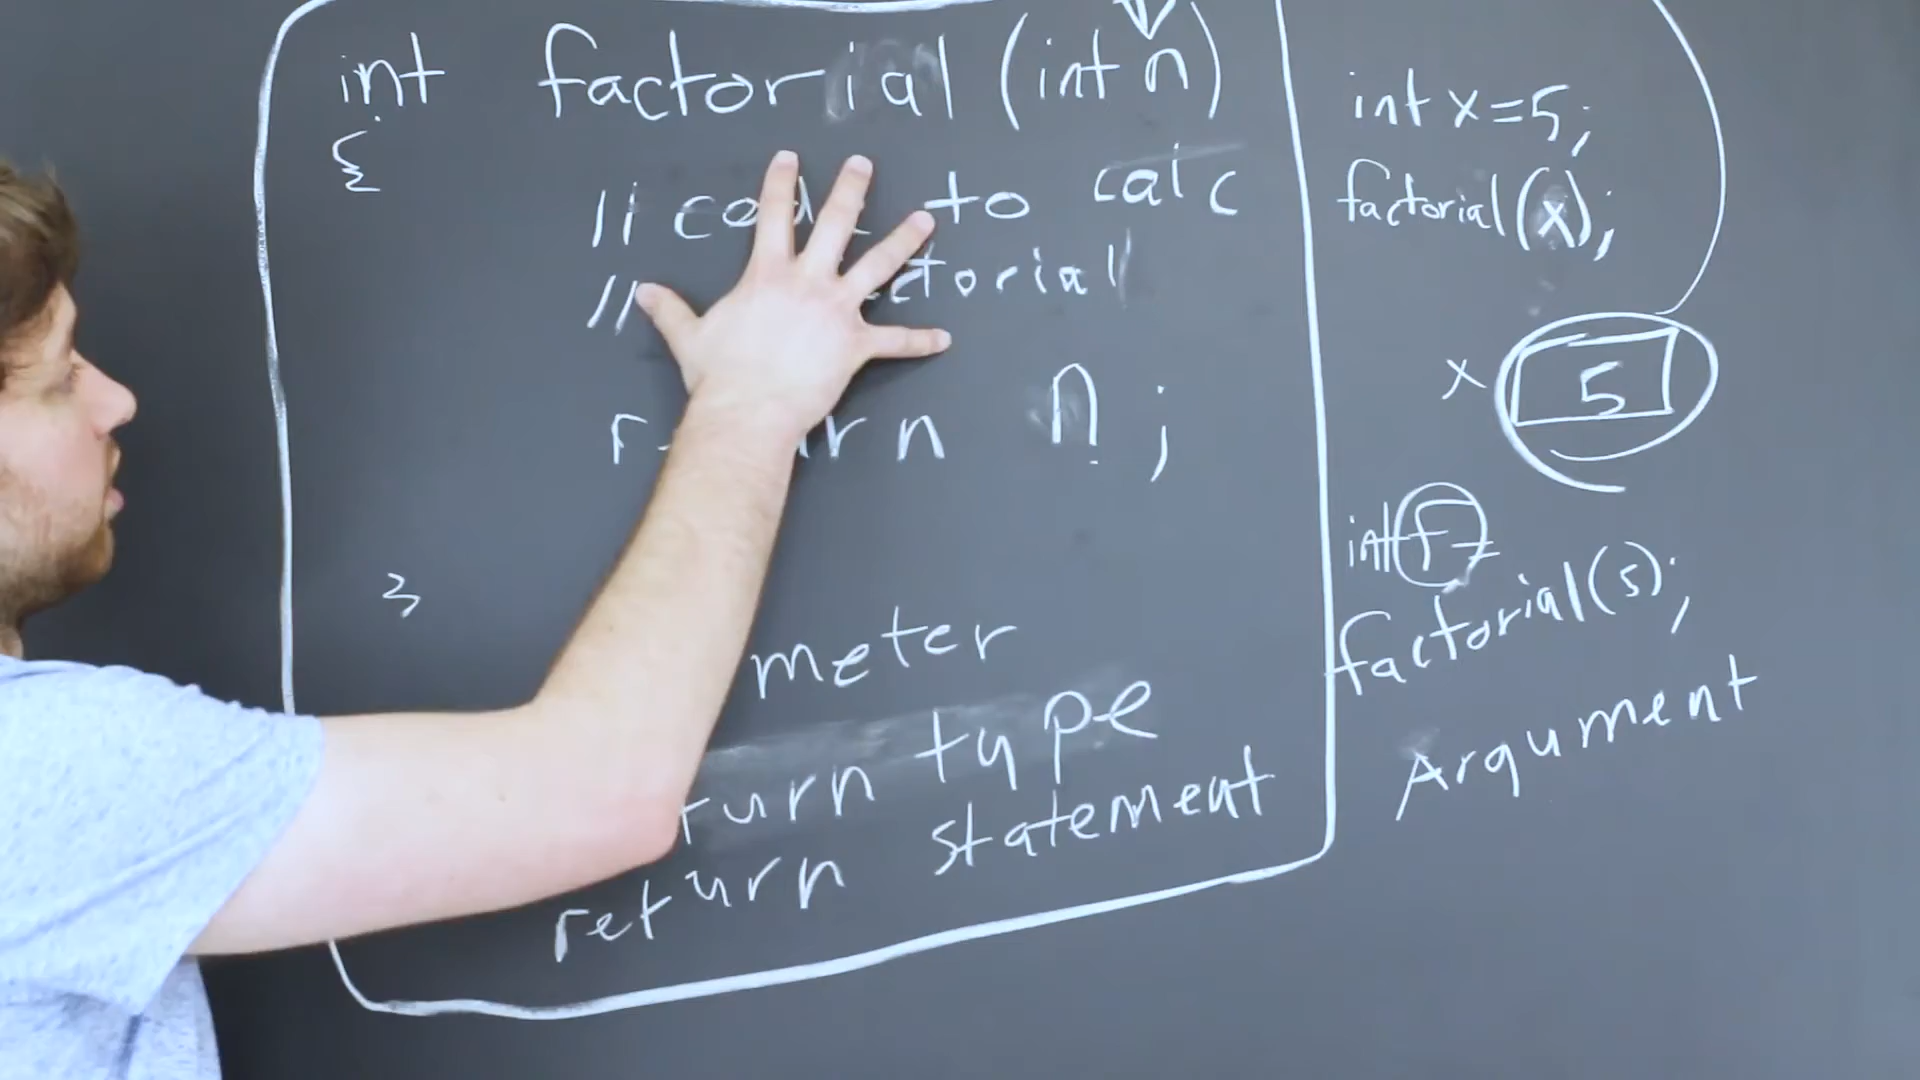 int factorial (int n)
{
// code to calc
// factorial
return n;
}
meter
return type
return statement
int x=5;
factorial(x);
x 5
int f =
factorial(5);
Argument